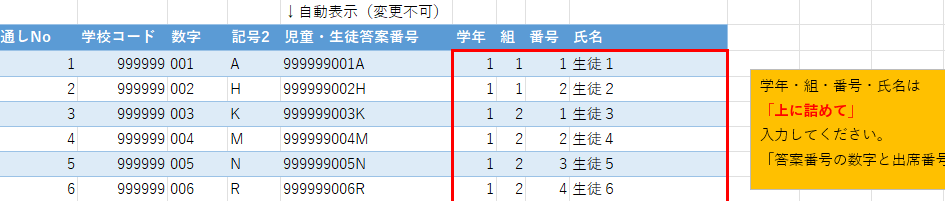 ↓自動表示（変更不可）
通しNo 学校コード 数字 記号2 児童・生徒答案番号 学年 組 番号 氏名
1 999999 001 A 999999001A 1 1 1 生徒1
2 999999 002 H 999999002H 1 1 2 生徒2
3 999999 003 K 999999003K 1 2 1 生徒3
4 999999 004 M 999999004M 1 2 2 生徒4
5 999999 005 N 999999005N 1 2 3 生徒5
6 999999 006 R 999999006R 1 2 4 生徒6
学年・組・番号・氏名は
「上に詰めて」
入力してください。
「答案番号の数字と出席番号